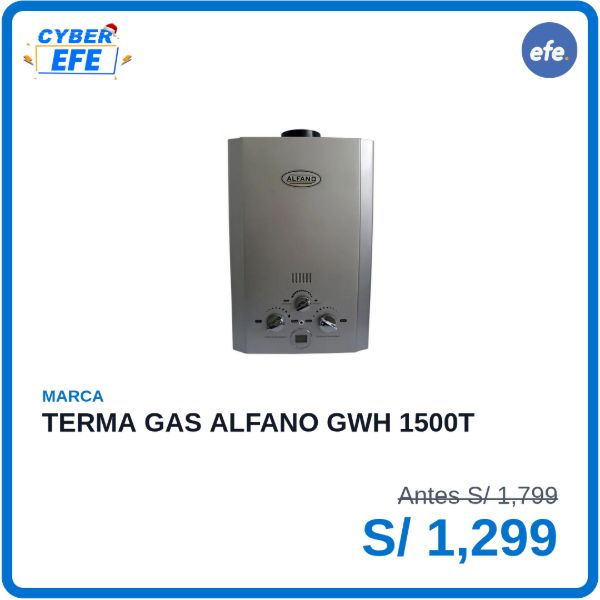 CYBER
EFE
efe.
ALFANO
MARCA
TERMA GAS ALFANO GWH 1500T
Antes S/ 1,799
S/ 1,299